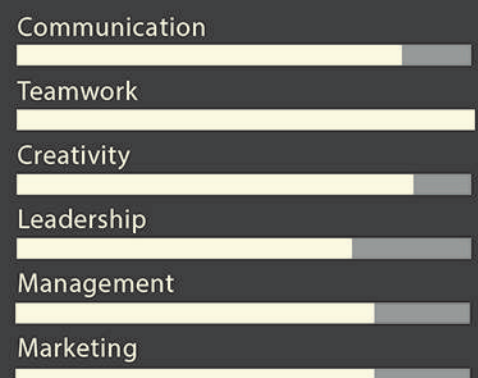 Communication
Teamwork
Creativity
Leadership
Management
Marketing